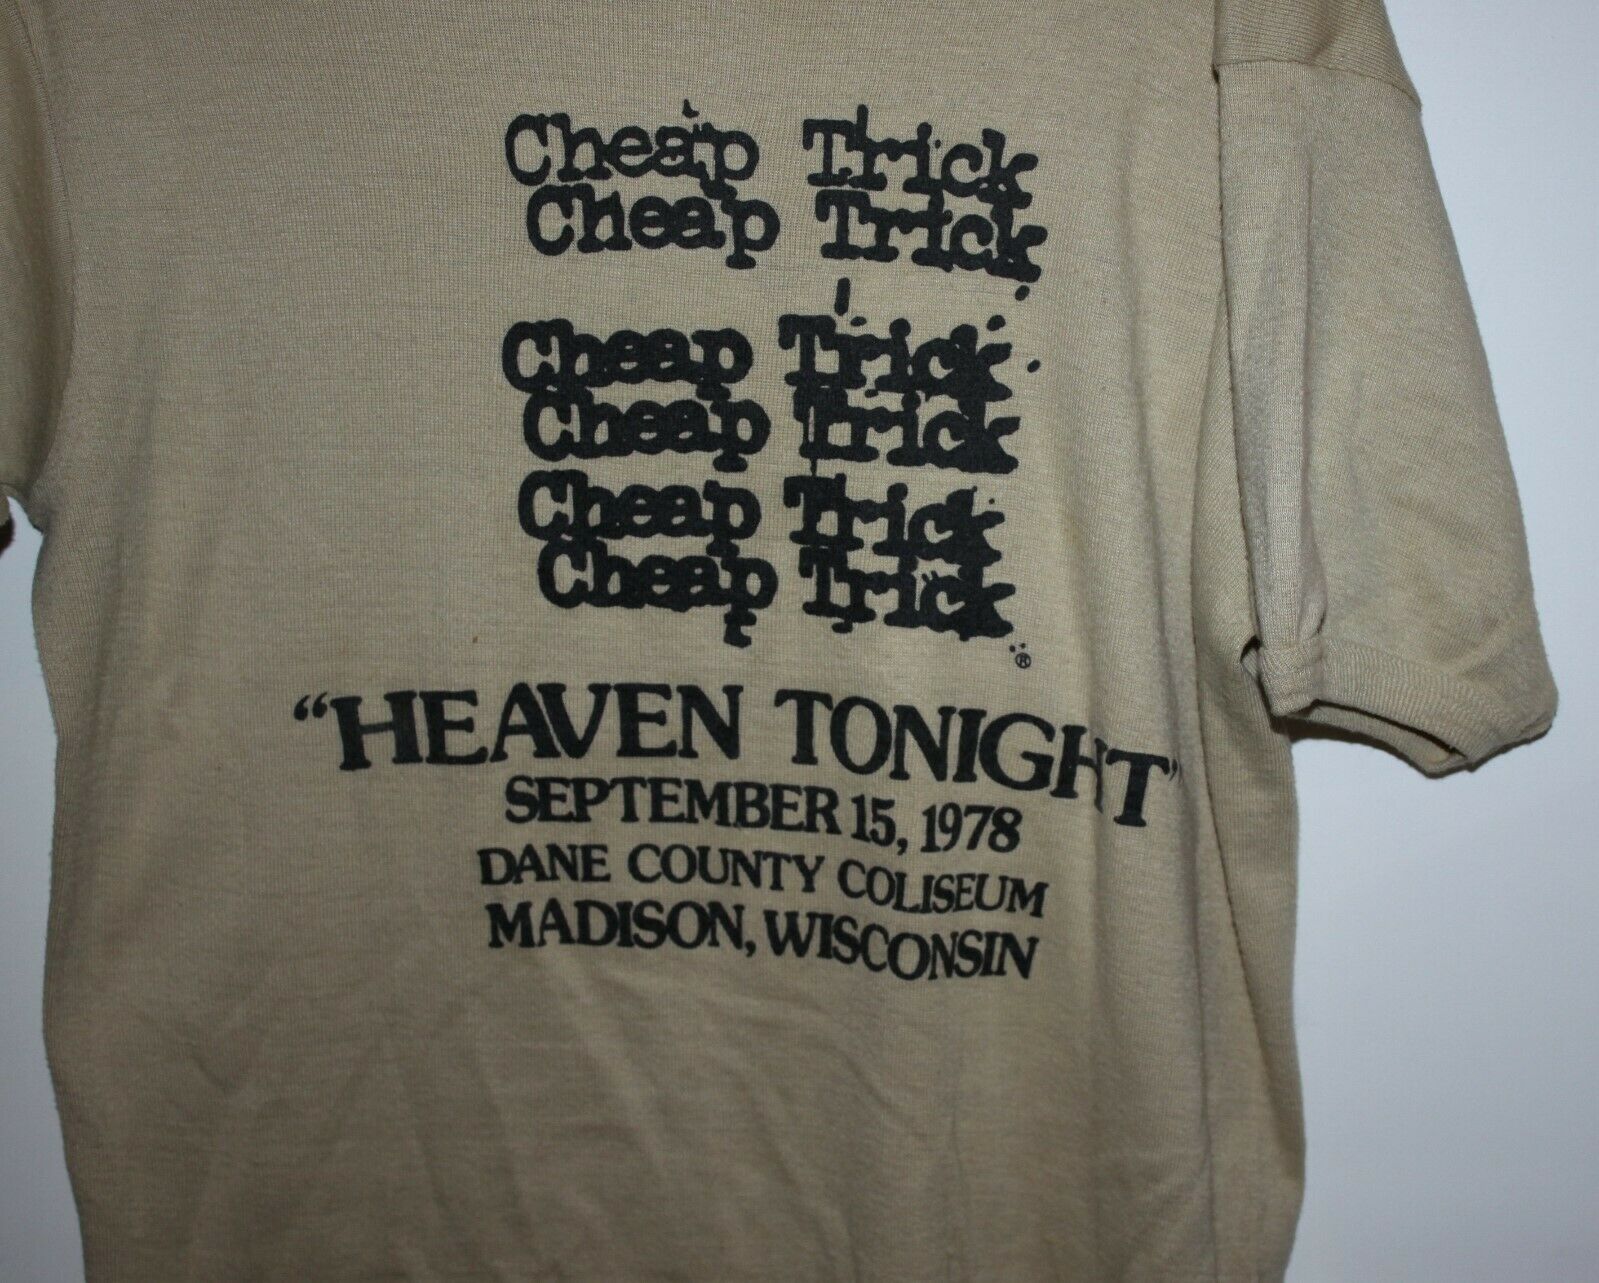 Cheap Trick
Cheap Trick
Cheap Trick
Cheap Trick
Cheap Trick
Cheap Trick
®
“HEAVEN TONIGHT”
SEPTEMBER 15, 1978
DANE COUNTY COLISEUM
MADISON, WISCONSIN